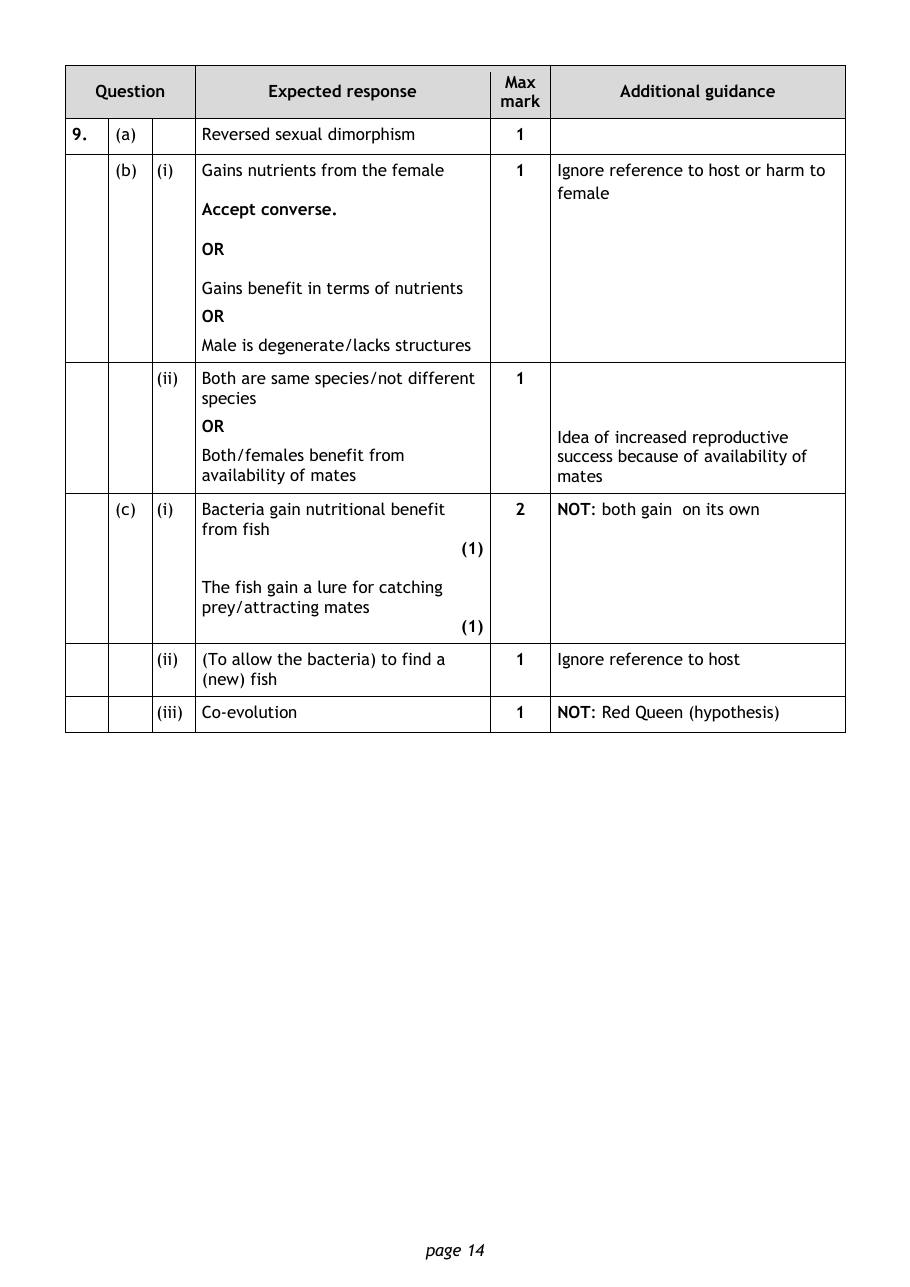 Question Expected response Max mark Additional guidance
9. (a) Reversed sexual dimorphism 1
(b) (i) Gains nutrients from the female 1 Ignore reference to host or harm to
female
Accept converse.
OR
Gains benefit in terms of nutrients
OR
Male is degenerate/lacks structures
(ii) Both are same species/not different 1
species
OR
Both/females benefit from
availability of mates
Idea of increased reproductive
success because of availability of
mates
(c) (i) Bacteria gain nutritional benefit 2 NOT: both gain on its own
from fish
(1)
The fish gain a lure for catching
prey/attracting mates
(1)
(ii) (To allow the bacteria) to find a 1 Ignore reference to host
(new) fish
(iii) Co-evolution 1 NOT: Red Queen (hypothesis)
page 14